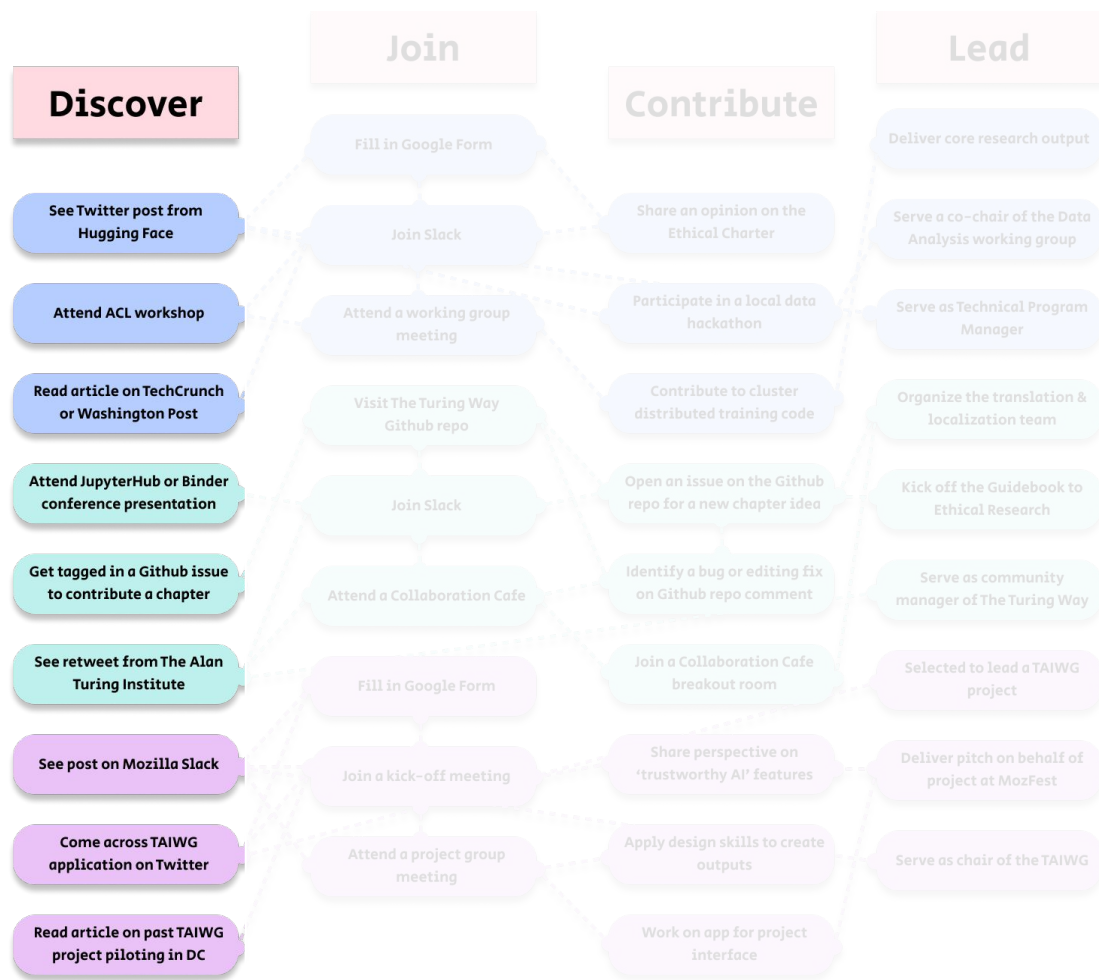 Discover
See Twitter post from
Hugging Face
Attend ACL workshop
Read article on TechCrunch
or Washington Post
Attend JupyterHub or Binder
conference presentation
Get tagged in a Github issue
to contribute a chapter
See retweet from The Alan
Turing Institute
See post on Mozilla Slack
Come across TAIWG
application on Twitter
Read article on past TAIWG
project piloting in DC
Join
Fill in Google Form
Join Slack
Attend a working group
meeting
Visit The Turing Way
Github repo
Join Slack
Attend a Collaboration Cafe
Fill in Google Form
Join a kick-off meeting
Attend a project group
meeting
Contribute
Share an opinion on the
Ethical Charter
Participate in a local data
hackathon
Contribute to cluster
distributed training code
Open an issue on the Github
repo for a new chapter idea
Identify a bug or editing fix
on Github repo comment
Join a Collaboration Cafe
breakout room
Share perspective on
‘trustworthy AI’ features
Apply design skills to create
outputs
Work on app for project
interface
Lead
Deliver core research output
Serve a co-chair of the Data
Analysis working group
Serve as Technical Program
Manager
Organize the translation &
localization team
Kick off the Guidebook to
Ethical Research
Serve as community
manager of The Turing Way
Selected to lead a TAIWG
project
Deliver pitch on behalf of
project at MozFest
Serve as chair of the TAIWG